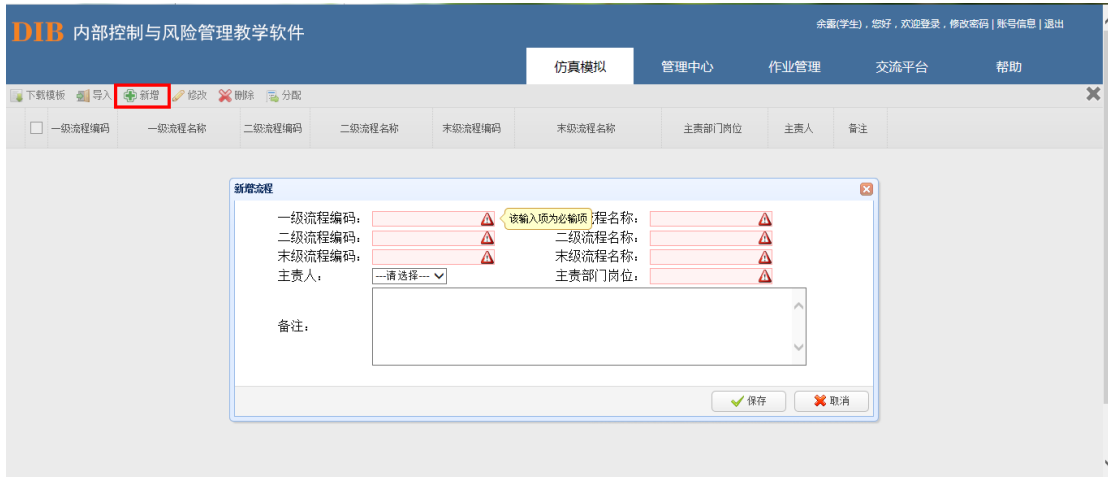 DIB 内部控制与风险管理教学软件
余露(学生)，您好，欢迎登录，修改密码 | 账号信息 | 退出
仿真模拟 管理中心 作业管理 交流平台 帮助
下载模板 导入 新增 修改 删除 分配
一级流程编码 一级流程名称 二级流程编码 二级流程名称 末级流程编码 末级流程名称 主责部门岗位 主责人 备注
新增流程
一级流程编码： 该输入项为必输项 流程名称：
二级流程编码： 二级流程名称：
末级流程编码： 末级流程名称：
主责人： ---请选择--- 主责部门岗位：
备注：
保存 取消